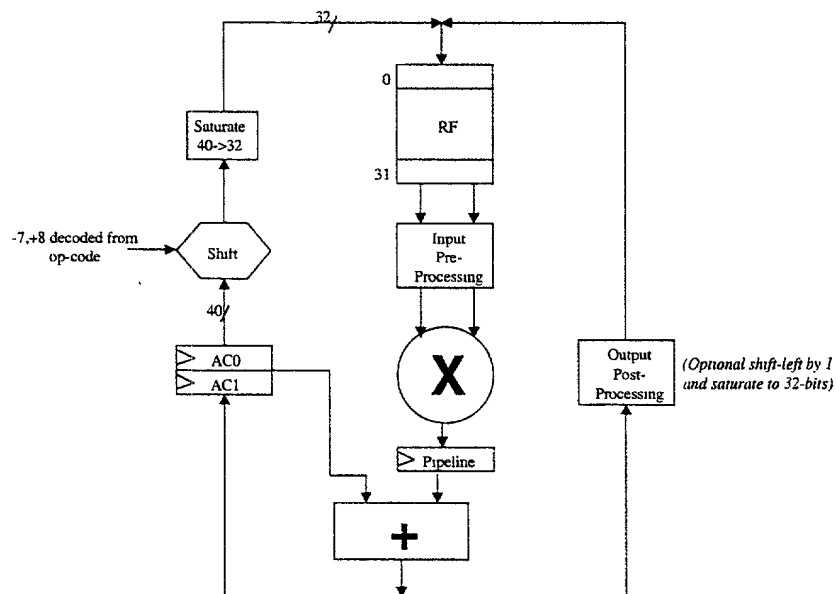 32
0
RF
31
Saturate
40->32
-7,+8 decoded from
op-code
Shift
Input
Pre-
Processing
40
AC0
AC1
X
Output
Post-
Processing
(Optional shift-left by 1
and saturate to 32-bits)
Pipeline
+